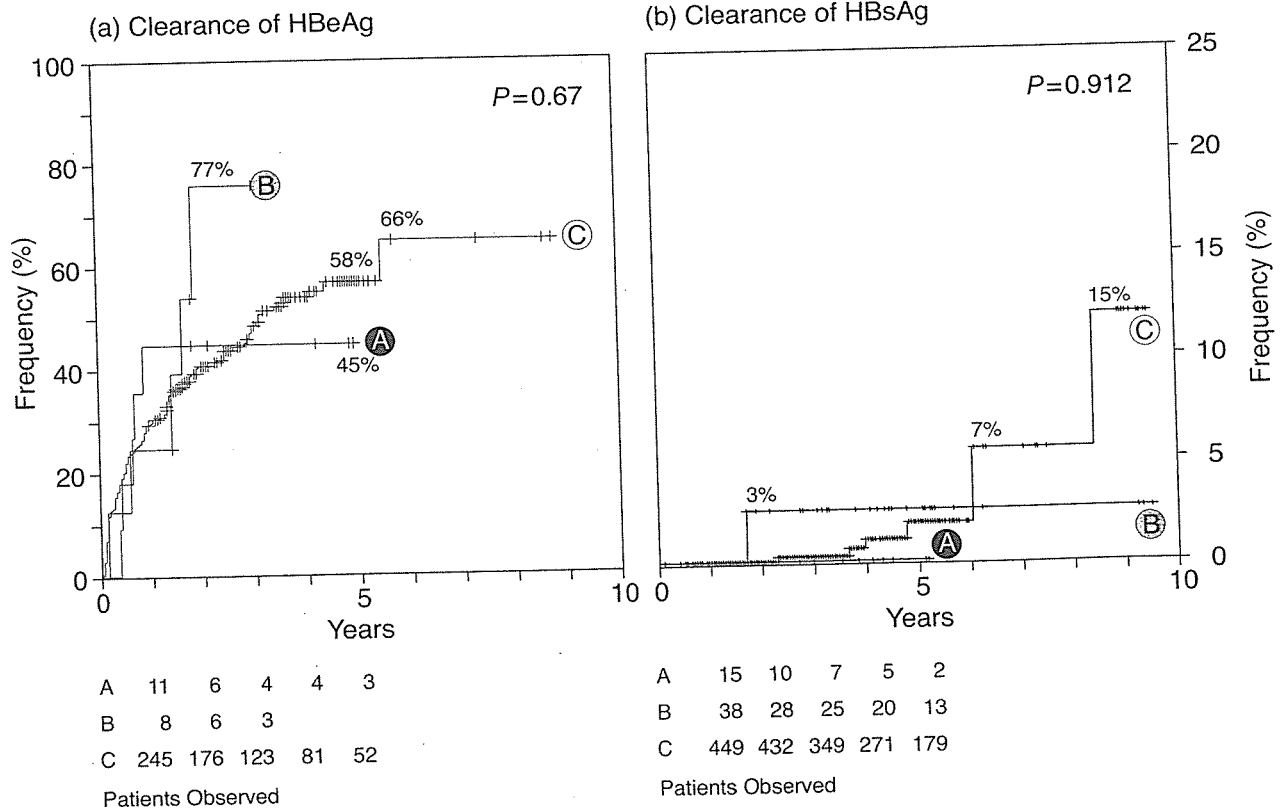 (a) Clearance of HBeAg
100
80
60
40
20
0
Frequency (%)
P=0.67
77%
B
66%
C
58%
A
45%
0 5 10
Years
A 11 6 4 4 3
B 8 6 3
C 245 176 123 81 52
Patients Observed
(b) Clearance of HBsAg
25
20
15
10
5
0
Frequency (%)
P=0.912
15%
C
7%
3%
B
A
0 5 10
Years
A 15 10 7 5 2
B 38 28 25 20 13
C 449 432 349 271 179
Patients Observed